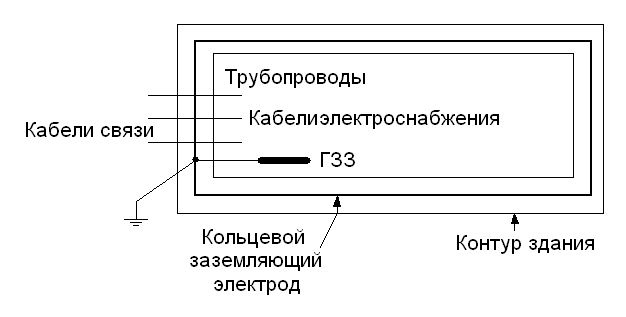 Трубопроводы
Кабелиэлектроснабжения
Кабели связи
ГЗЗ
Кольцевой
заземляющий
электрод
Контур здания